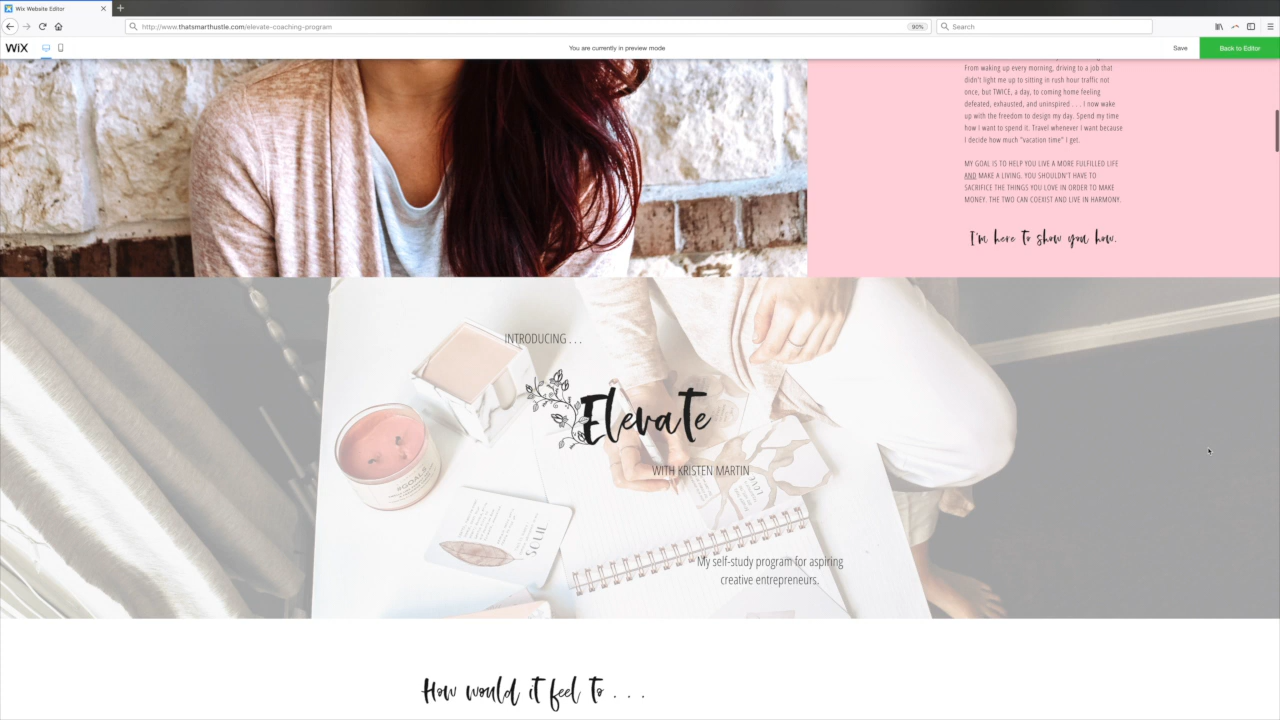 Wix Website Editor
http://www.thatsmarthustle.com/elevate-coaching-program
90%
Search
WiX
You are currently in preview mode
Save
Back to Editor
From waking up every morning, driving to a job that
didn't light me up to sitting in rush hour traffic not
once, but TWICE, a day, to coming home feeling
defeated, exhausted, and uninspired . . . I now wake
up with the freedom to design my day. Spend my time
how I want to spend it. Travel whenever I want because
I decide how much "vacation time" I get.
MY GOAL IS TO HELP YOU LIVE A MORE FULFILLED LIFE
AND MAKE A LIVING. YOU SHOULDN'T HAVE TO
SACRIFICE THE THINGS YOU LOVE IN ORDER TO MAKE
MONEY. THE TWO CAN COEXIST AND LIVE IN HARMONY.
I'm here to show you how.
INTRODUCING . . .
Elevate
WITH KRISTEN MARTIN
#GOALS
SOUL
My self-study program for aspiring
creative entrepreneurs.
How would it feel to . . .